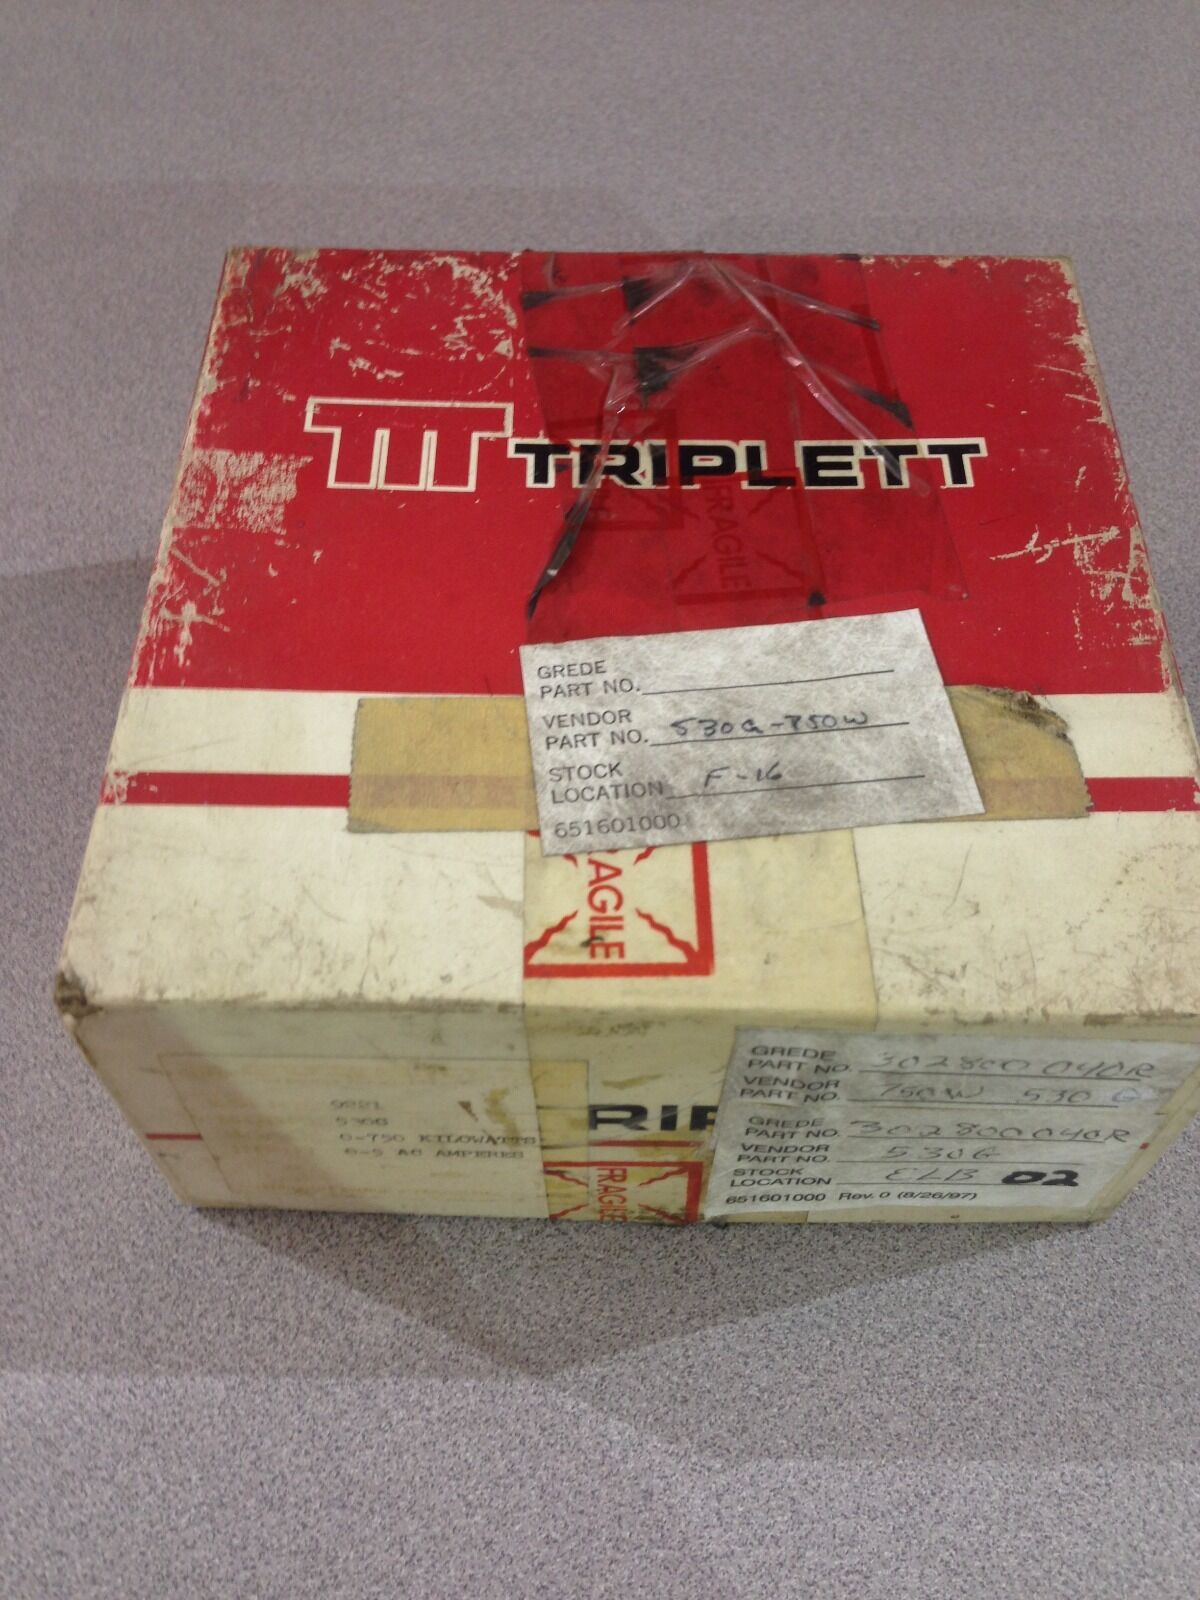 TRIPLETT
FRAGILE
GREDE
PART NO.
VENDOR
PART NO. 530G-750W
STOCK
LOCATION F-16
651601000
FRAGILE
0-750 KILOWATTS
0-5 AC AMPERES
RIP
FRAGILE
GREDE
PART NO. 302800040R
VENDOR
PART NO. 750W 530G
GREDE
PART NO. 302800040R
VENDOR
PART NO. 530G
STOCK
LOCATION ELB 02
651601000 Rev. 0 (8/26/97)